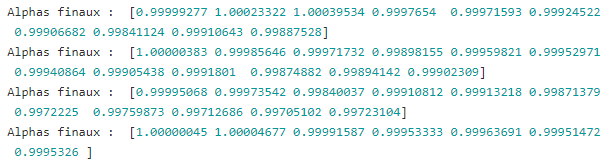 Alphas finaux :  [0.99999277 1.00023322 1.00039534 0.9997654  0.99971593 0.99924522
 0.99906682 0.99841124 0.99910643 0.99887528]
Alphas finaux :  [1.00000383 0.99985646 0.99971732 0.99898155 0.99959821 0.99952971
 0.99940864 0.99905438 0.9991801  0.99874882 0.99894142 0.99902309]
Alphas finaux :  [0.99995068 0.99973542 0.99840037 0.99910812 0.99913218 0.99871379
 0.9972225  0.99759873 0.99712686 0.99705102 0.99723104]
Alphas finaux :  [1.00000045 1.00004677 0.99991587 0.99953333 0.99963691 0.99951472
 0.9995326 ]